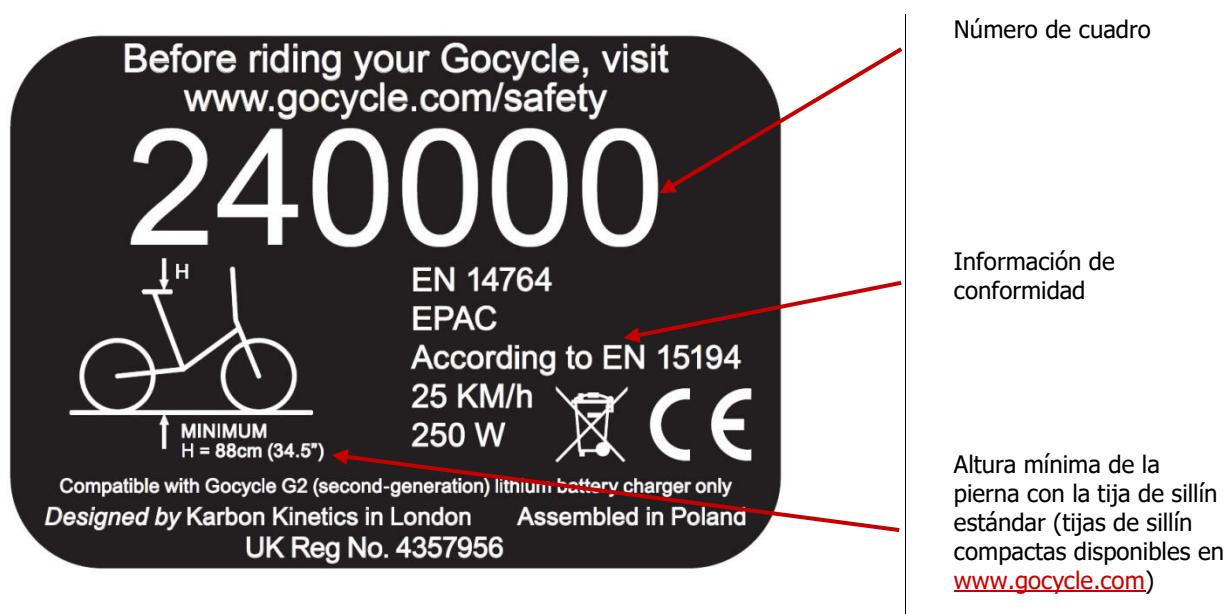 Before riding your Gocycle, visit
www.gocycle.com/safety
240000
H
MINIMUM
H = 88cm (34.5")
EN 14764
EPAC
According to EN 15194
25 KM/h
250 W
CE
Compatible with Gocycle G2 (second-generation) lithium battery charger only
Designed by Karbon Kinetics in London Assembled in Poland
UK Reg No. 4357956
Número de cuadro
Información de
conformidad
Altura mínima de la
pierna con la tija de sillín
estándar (tijas de sillín
compactas disponibles en
www.gocycle.com)